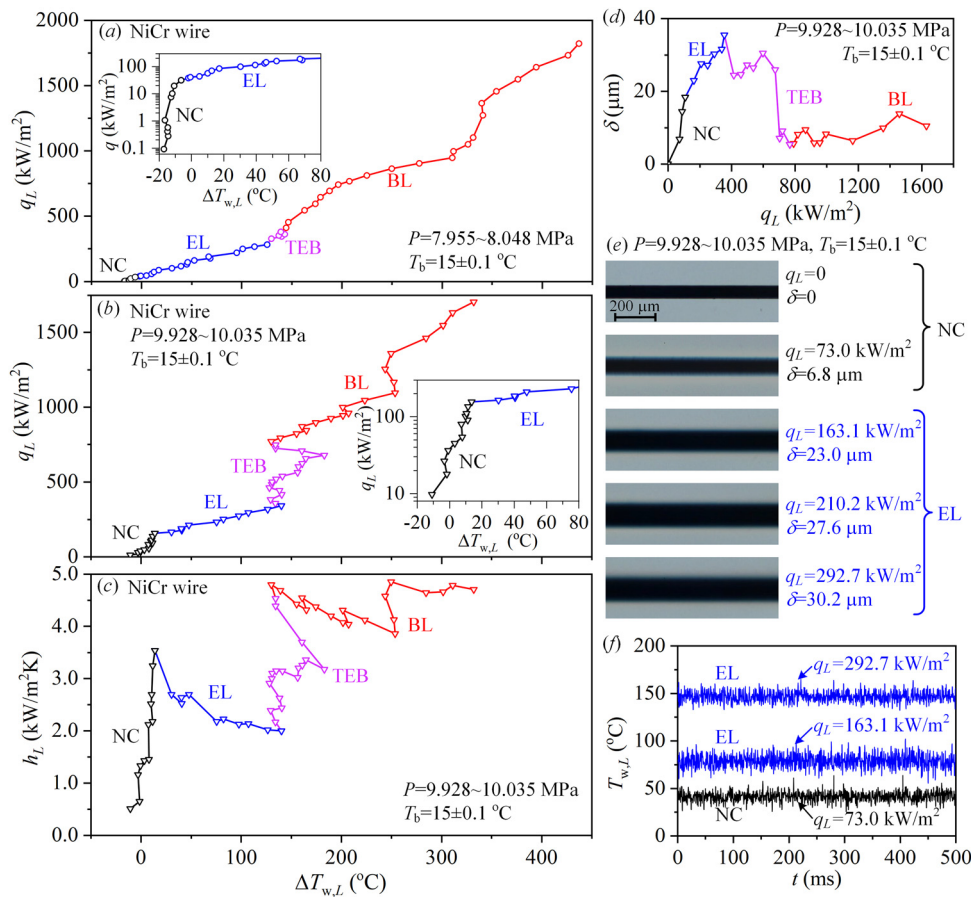 (a) NiCr wire
2000
1750
1500
1250
1000
750
500
250
0
q_L (kW/m²)
100
10
1
0.1
q (kW/m²)
EL
NC
-20 0 20 40 60 80
ΔT_w,L (°C)
BL
EL
NC
TEB
P=7.955~8.048 MPa
T_b=15±0.1 °C
(b) NiCr wire
P=9.928~10.035 MPa
T_b=15±0.1 °C
1500
1250
1000
750
500
250
0
q_L (kW/m²)
BL
TEB
EL
NC
100
10
q_L (kW/m²)
EL
NC
-20 0 20 40 60 80
ΔT_w,L (°C)
(c) NiCr wire
5.0
4.0
3.0
2.0
1.0
0.0
h_L (kW/m²K)
BL
TEB
EL
NC
P=9.928~10.035 MPa
T_b=15±0.1 °C
0 100 200 300 400
ΔT_w,L (°C)
(d)
P=9.928~10.035 MPa
T_b=15±0.1 °C
40
20
0
δ (μm)
EL
NC
TEB
BL
0 400 800 1200 1600
q_L (kW/m²)
(e) P=9.928~10.035 MPa, T_b=15±0.1 °C
200 μm
q_L=0
δ=0
q_L=73.0 kW/m²
δ=6.8 μm
NC
q_L=163.1 kW/m²
δ=23.0 μm
q_L=210.2 kW/m²
δ=27.6 μm
q_L=292.7 kW/m²
δ=30.2 μm
EL
(f)
200
150
100
50
0
T_w,L (°C)
EL
q_L=292.7 kW/m²
EL
q_L=163.1 kW/m²
NC
q_L=73.0 kW/m²
0 100 200 300 400 500
t (ms)